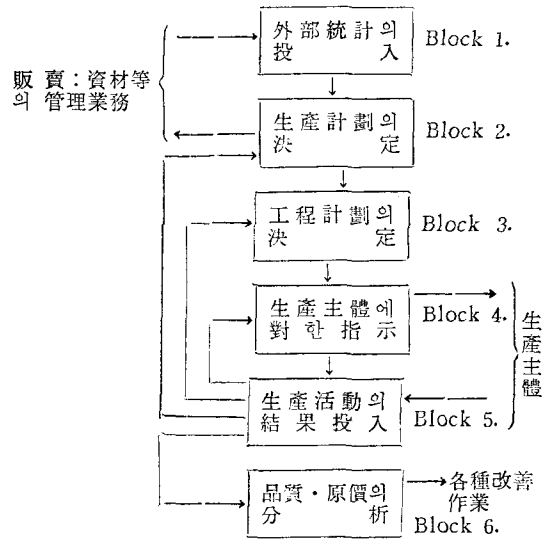 外部統計의
投入
Block 1.
販賣：資材等
의 管理業務
生產計劃의
決定
Block 2.
工程計劃의
決定
Block 3.
生產主體에
對한指示
Block 4.
生產主體
生產活動의
結果投入
Block 5.
品質·原價의
分析
各種改善
作業
Block 6.